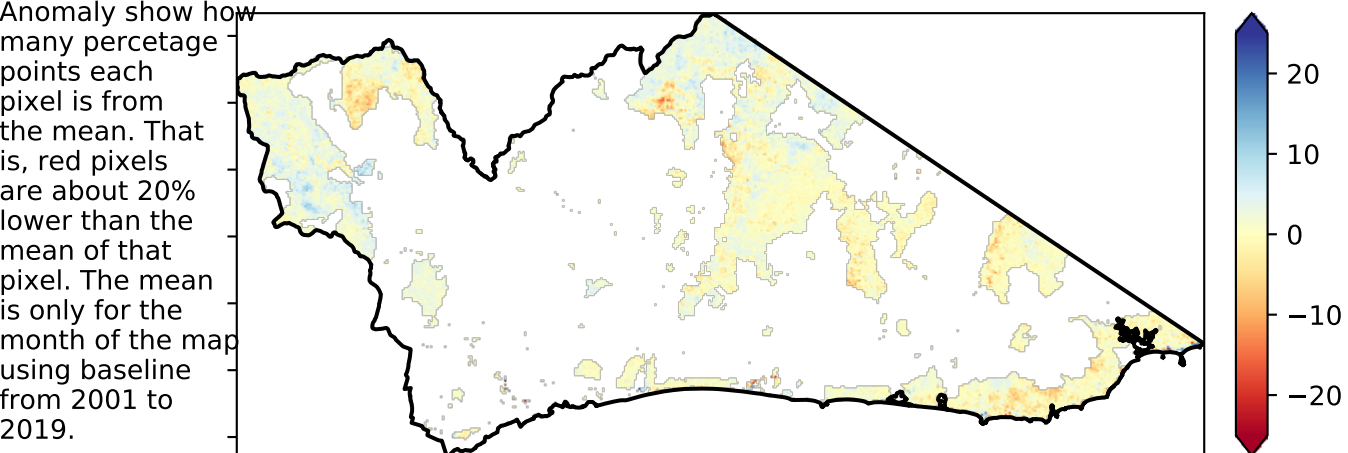 Anomaly show how
many percetage
points each
pixel is from
the mean. That
is, red pixels
are about 20%
lower than the
mean of that
pixel. The mean
is only for the
month of the map
using baseline
from 2001 to
2019.
20
10
0
−10
−20